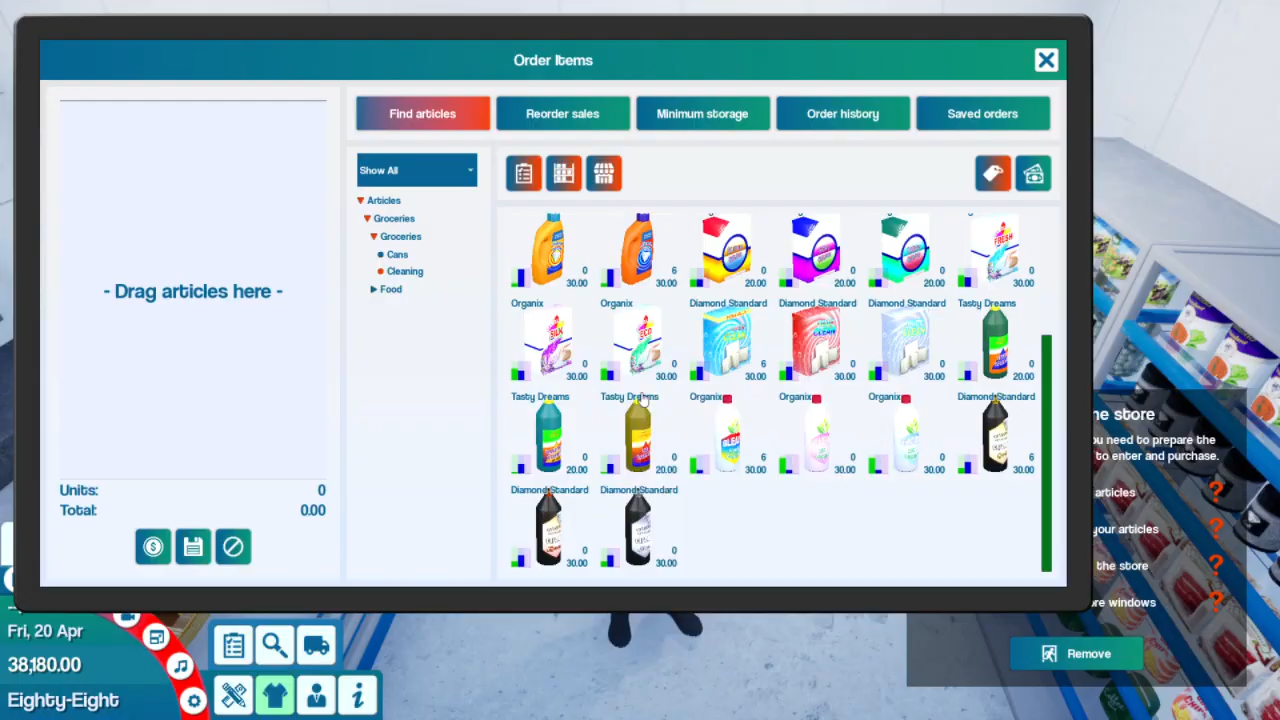 Order Items
Find articles
Reorder sales
Minimum storage
Order history
Saved orders
Show All
Articles
Groceries
Groceries
Cans
Cleaning
Food
- Drag articles here -
Units: 0
Total: 0.00
0 6 0 0 0 0
30.00 30.00 20.00 20.00 20.00 30.00
FRESH
Organix Organix Diamond Standard Diamond Standard Diamond Standard Tasty Dreams
0 0 6 0 0 0
30.00 30.00 30.00 30.00 30.00 20.00
Tasty Dreams Tasty Dreams Organix Organix Organix Diamond Standard
BLEA
0 0 6 0 0 6
20.00 20.00 30.00 30.00 30.00 30.00
Diamond Standard Diamond Standard
0 0
30.00 30.00
ne store
ou need to prepare the
to enter and purchase.
articles ?
your articles ?
the store ?
re windows ?
Remove
Fri, 20 Apr
38,180.00
Eighty-Eight